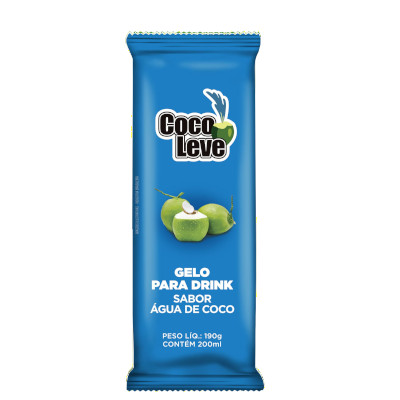 Coco
Leve
GELO
PARA DRINK
SABOR
ÁGUA DE COCO
PESO LÍQ.: 190g
CONTÉM 200ml